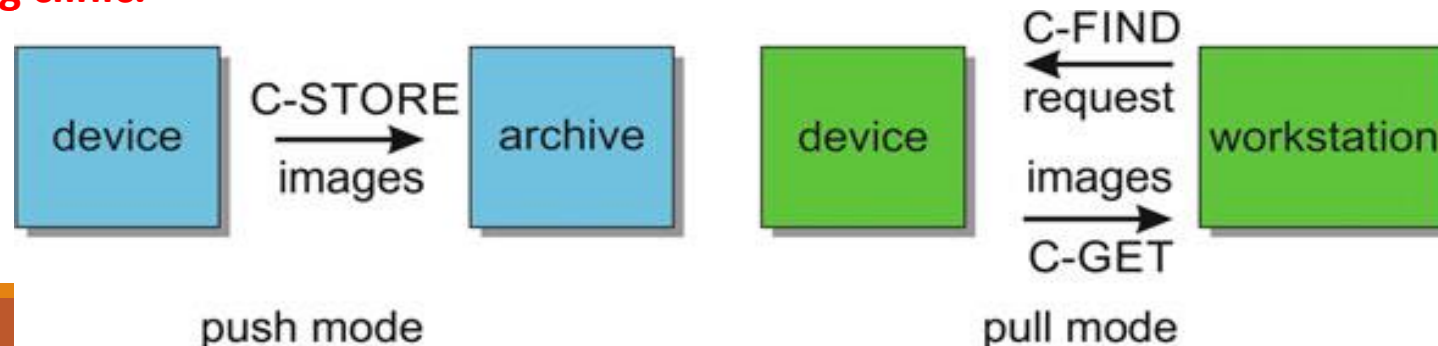 device
C-STORE
images
archive
push mode
device
C-FIND
request
images
C-GET
workstation
pull mode